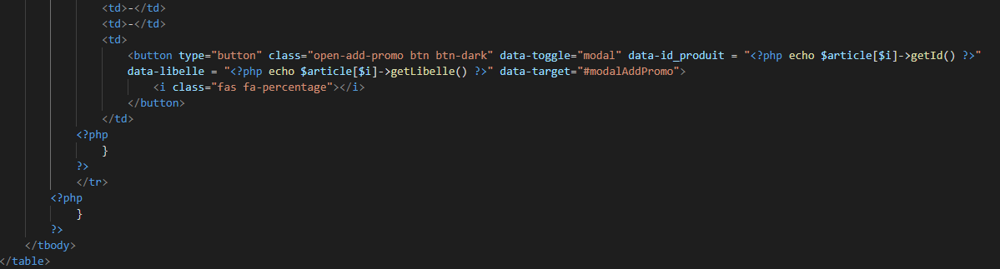 <td>-</td>
<td>-</td>
<td>
<button type="button" class="open-add-promo btn btn-dark" data-toggle="modal" data-id_produit = "<?php echo $article[$i]->getId() ?>"
data-libelle = "<?php echo $article[$i]->getLibelle() ?>" data-target="#modalAddPromo">
<i class="fas fa-percentage"></i>
</button>
</td>
<?php
}
?>
</tr>
<?php
}
?>
</tbody>
</table>